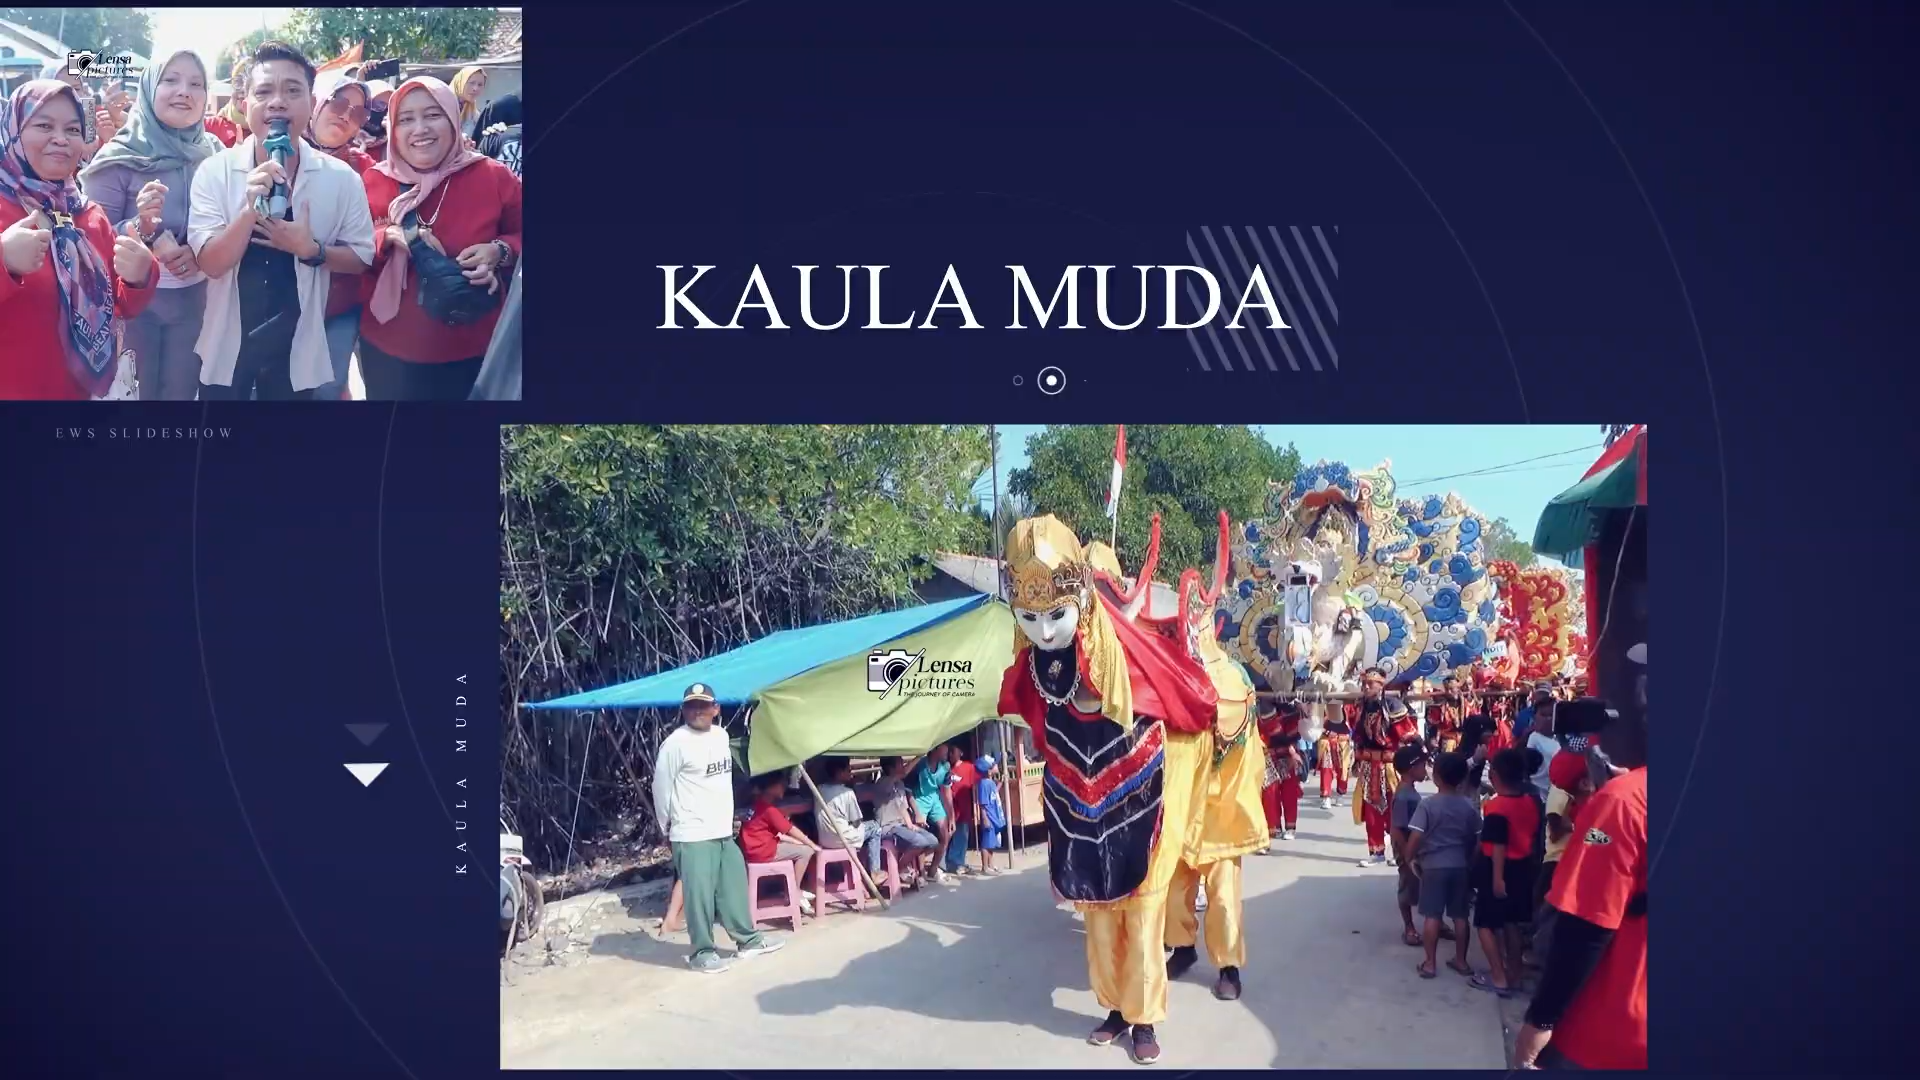 Lensa
pictures
KAULA MUDA
EWS SLIDESHOW
KAULA MUDA
Lensa
pictures
THE JOURNEY OF CAMERA